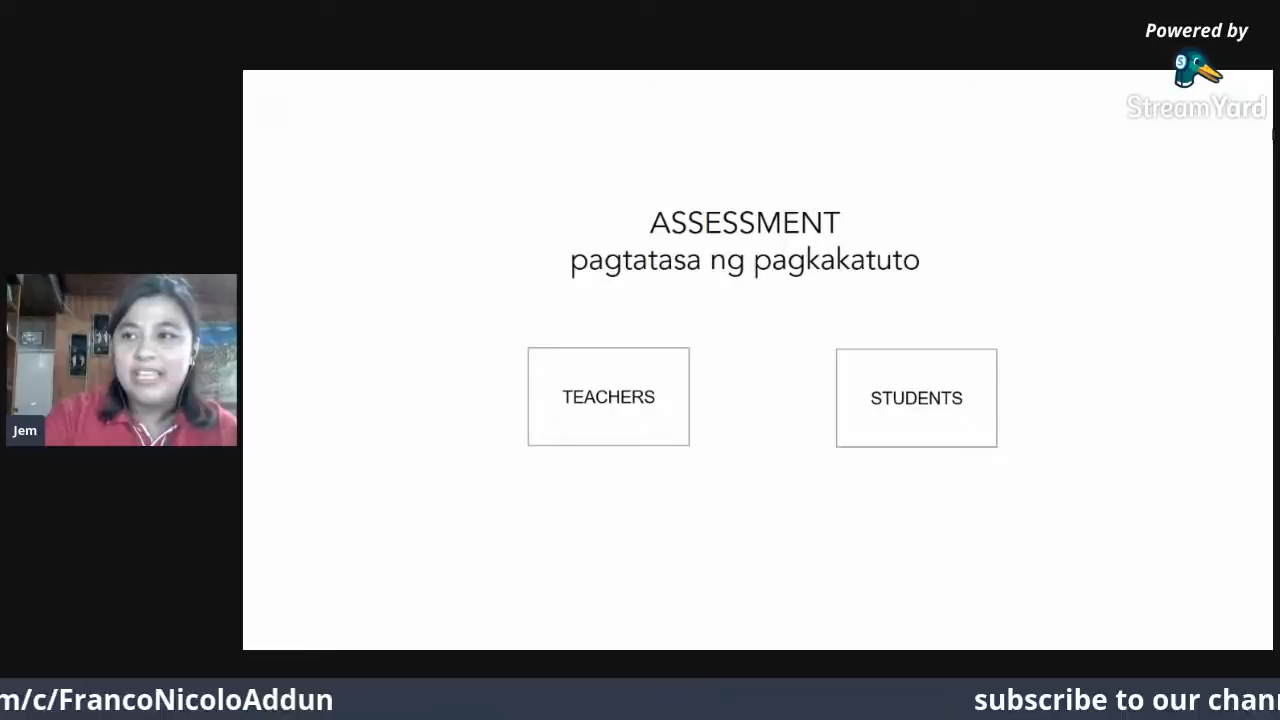 Powered by
StreamYard
ASSESSMENT
pagtatasa ng pagkakatuto
TEACHERS
STUDENTS
Jem
m/c/FrancoNicoloAddun
subscribe to our chan